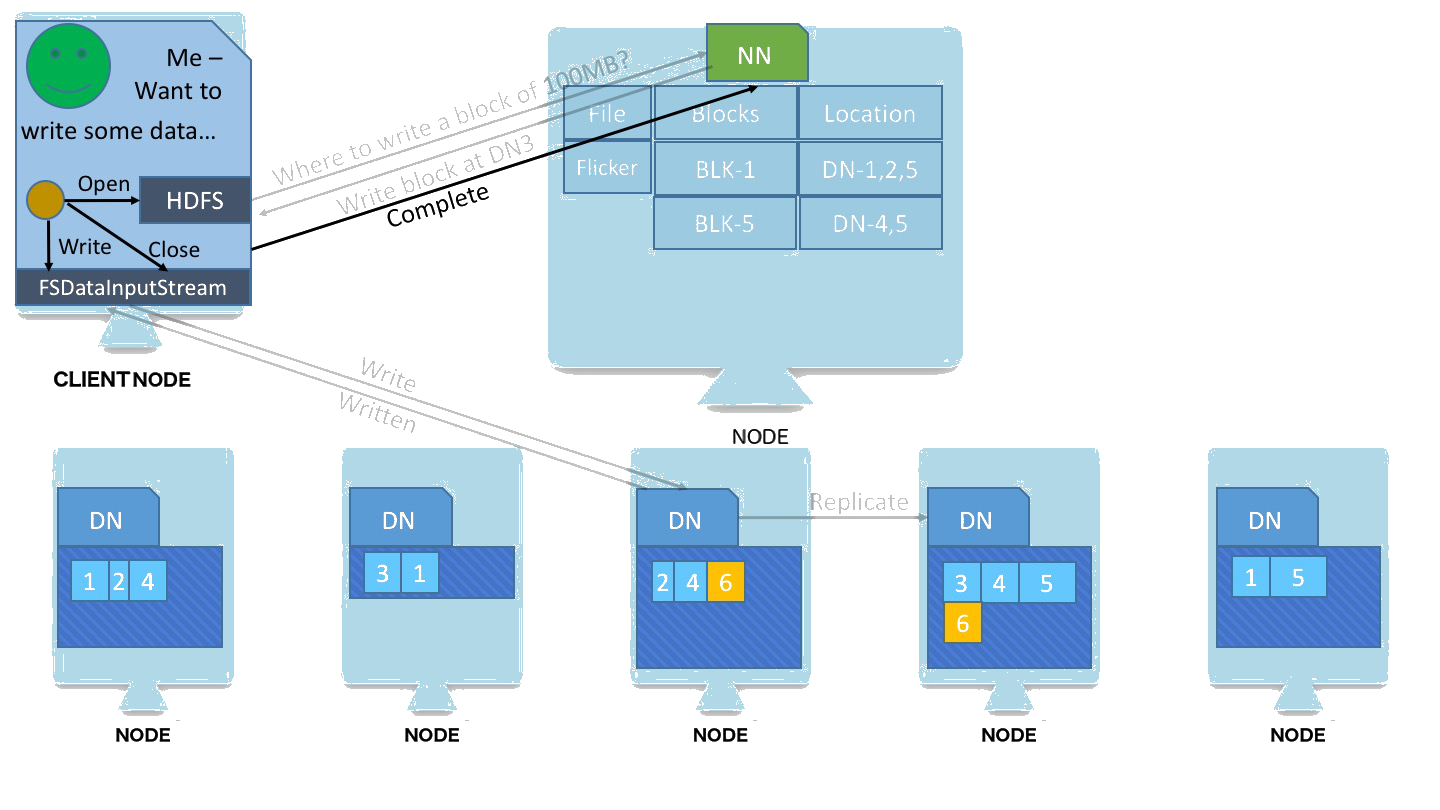 Me –
Want to
write some data...
Open
HDFS
Write
Close
FSDataInputStream
CLIENTNODE
Where to write a block of 100MB?
Write block at DN3
Complete
NN
File Blocks Location
Flicker BLK-1 DN-1,2,5
BLK-5 DN-4,5
NODE
Write
Written
Replicate
DN DN DN DN DN
1 2 4
3 1
2 4 6
3 4 5
6
1 5
NODE NODE NODE NODE NODE